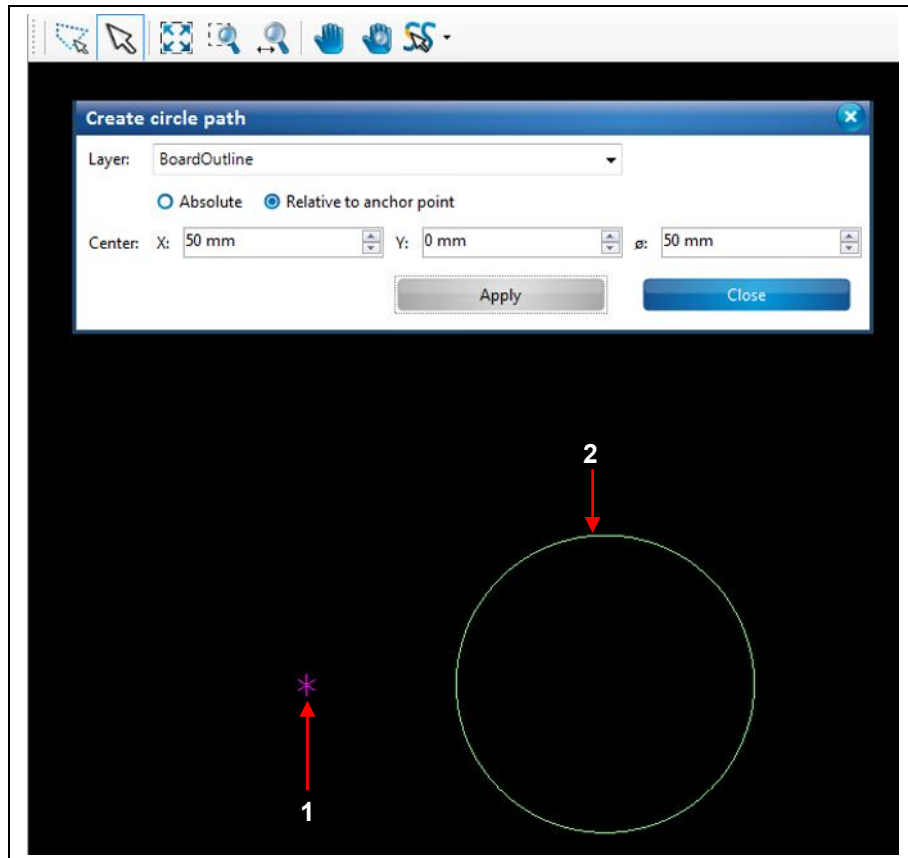 Create circle path
Layer: BoardOutline
Absolute Relative to anchor point
Center: X: 50 mm Y: 0 mm ø: 50 mm
Apply Close
2
1